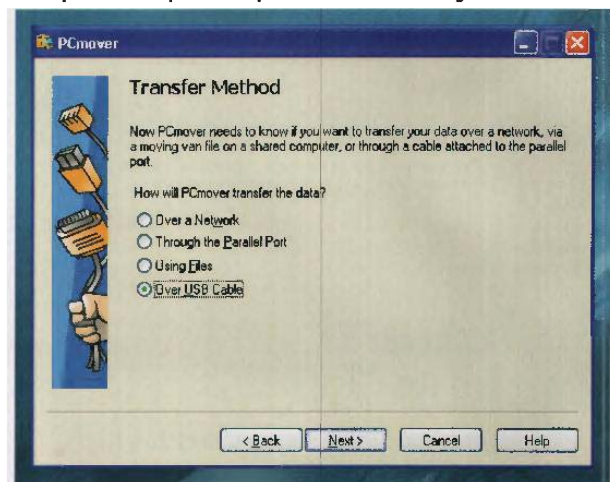 PCmover
Transfer Method
Now PCmover needs to know if you want to transfer your data over a network, via
a moving van file on a shared computer, or through a cable attached to the parallel
port.
How will PCmover transfer the data?
Over a Network
Through the Parallel Port
Using Files
Over USB Cable
< Back
Next >
Cancel
Help